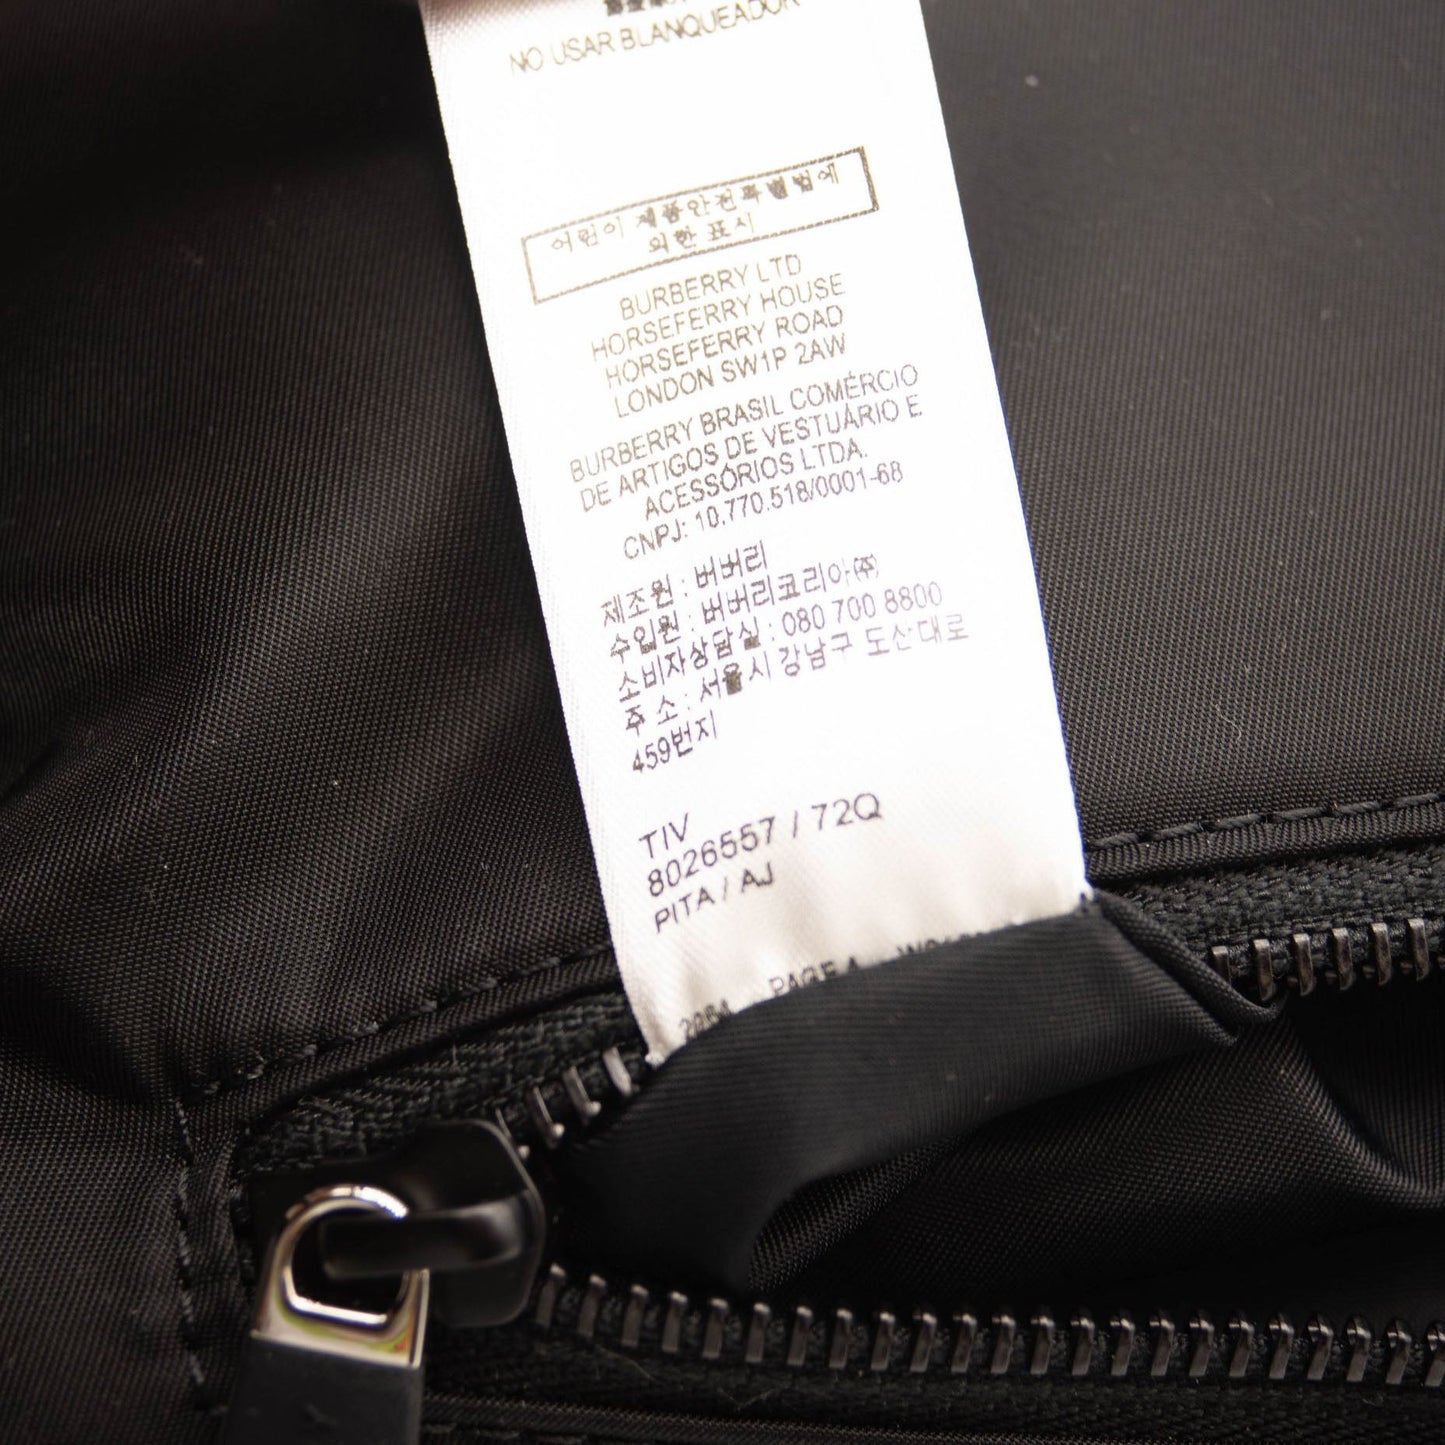 NO USAR BLANQUEADOR
어린이 제품안전특별법에
의한 표시
BURBERRY LTD
HORSEFERRY HOUSE
HORSEFERRY ROAD
LONDON SW1P 2AW
BURBERRY BRASIL COMÉRCIO
DE ARTIGOS DE VESTUÁRIO E
ACESSÓRIOS LTDA.
CNPJ: 10.770.518/0001-68
제조원 : 버버리
수입원 : 버버리코리아(주)
소비자상담실 : 080 700 8800
주 소 : 서울시 강남구 도산대로
459번지
TIV
8026557 / 72Q
PITA / AJ
PAGE 4